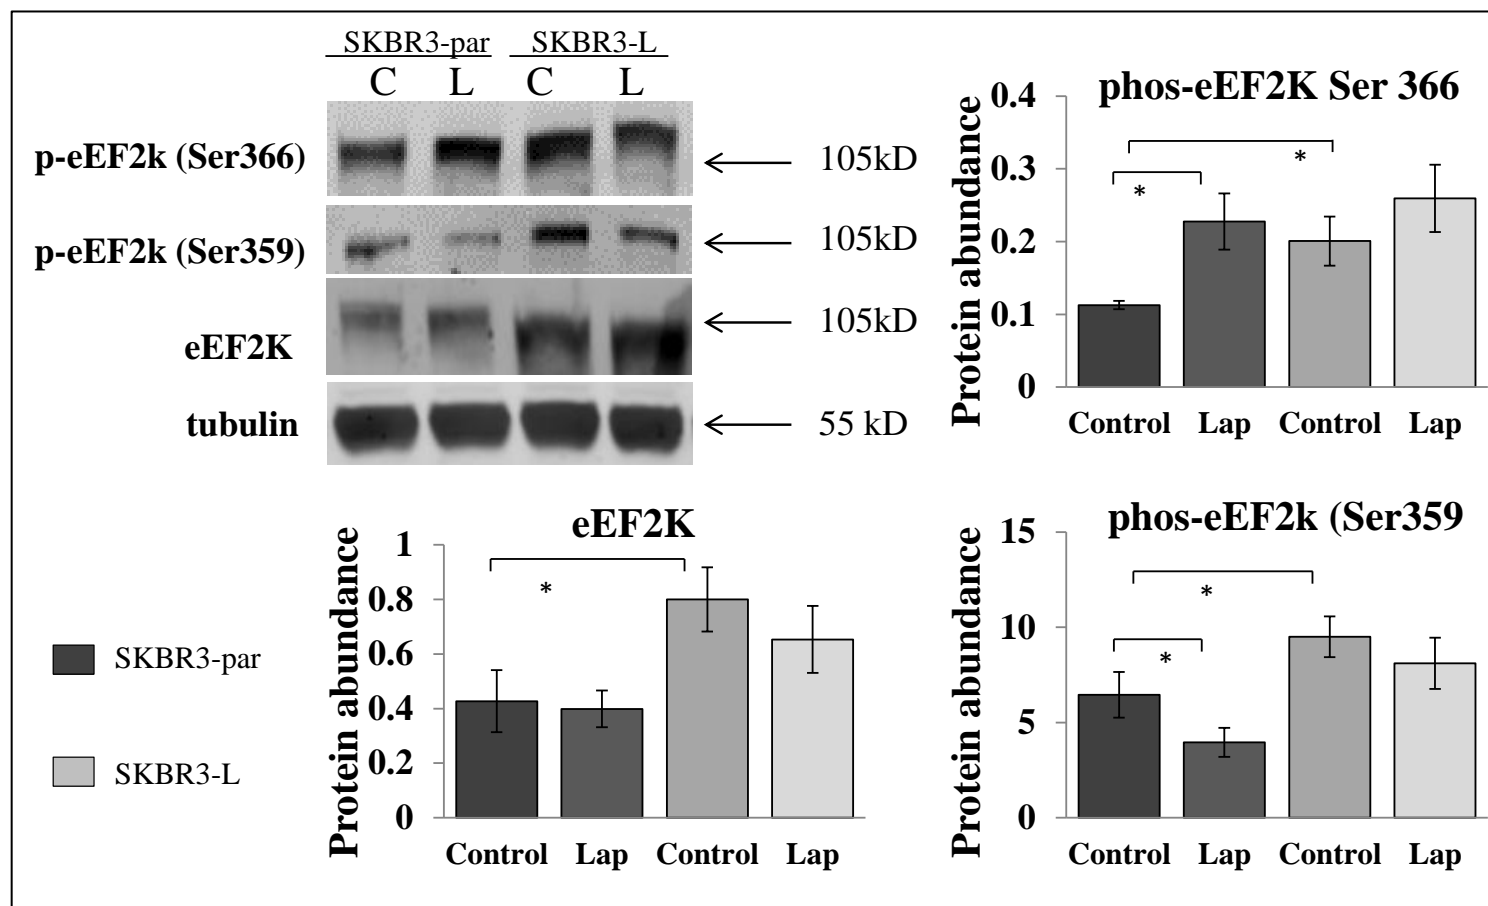 SKBR3-par SKBR3-L
C L C L
p-eEF2k (Ser366) 105kD
p-eEF2k (Ser359) 105kD
eEF2K 105kD
tubulin 55 kD
phos-eEF2K Ser 366
Protein abundance
0.4
0.3
0.2
0.1
0
* *
Control Lap Control Lap
eEF2K
Protein abundance
1
0.8
0.6
0.4
0.2
0
*
Control Lap Control Lap
SKBR3-par
SKBR3-L
phos-eEF2k (Ser359
Protein abundance
15
10
5
0
*
*
Control Lap Control Lap